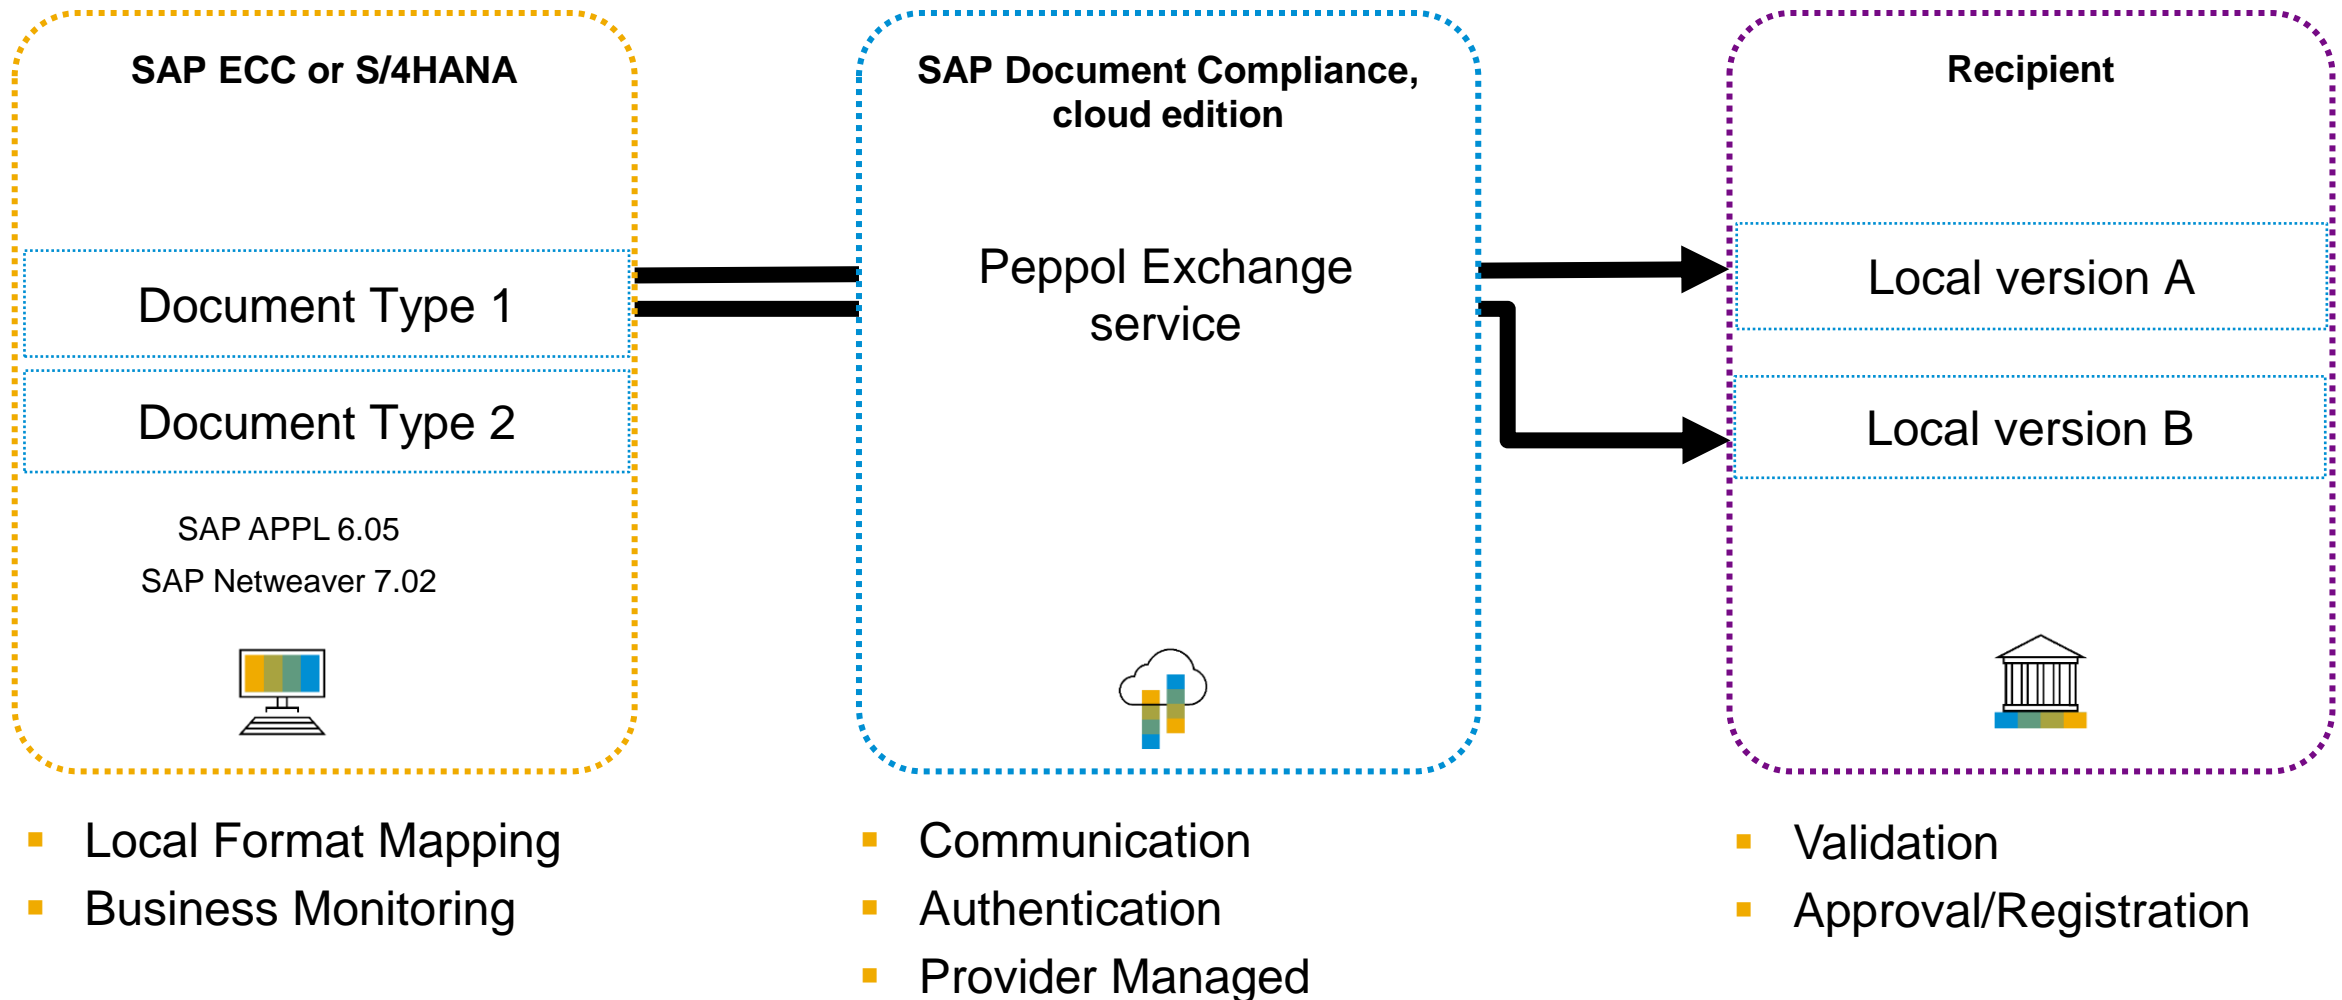 SAP ECC or S/4HANA
Document Type 1
Document Type 2
SAP APPL 6.05
SAP Netweaver 7.02
Local Format Mapping
Business Monitoring
SAP Document Compliance,
cloud edition
Peppol Exchange
service
Communication
Authentication
Provider Managed
Recipient
Local version A
Local version B
Validation
Approval/Registration